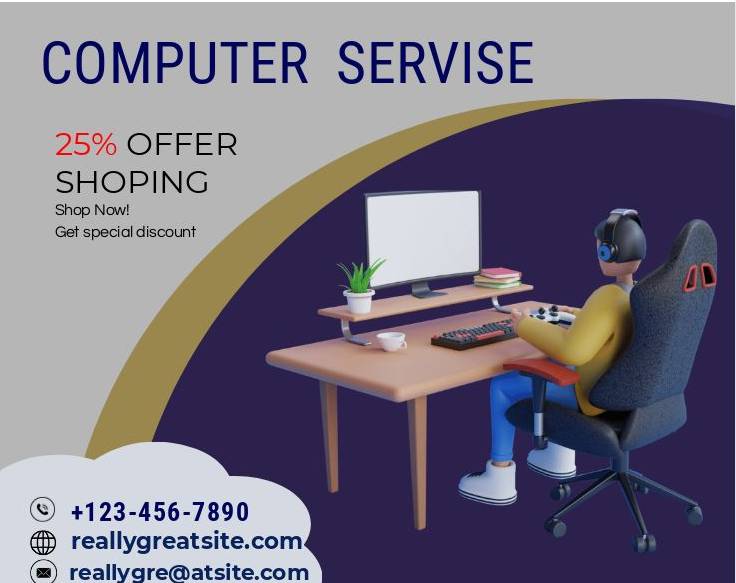 COMPUTER SERVISE
25% OFFER
SHOPING
Shop Now!
Get special discount
+123-456-7890
reallygreatsite.com
reallygre@atsite.com